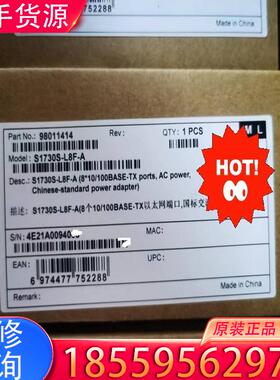 手货源
752288
Made in China
Part No.: 98011414
Rev:
QTY: 1 PCS
M L
Model: S1730S-L8F-A
Desc.: S1730S-L8F-A (8*10/100BASE-TX ports, AC power,
Chinese-standard power adapter)
HOT!
描述: S1730S-L8F-A(8个10/100BASE-TX以太网端口,国标交流
S/N:
MAC:
EAN:
UPC:
6 974477 752288
Remark:
Made in China
修
询
原装正品
18559565297